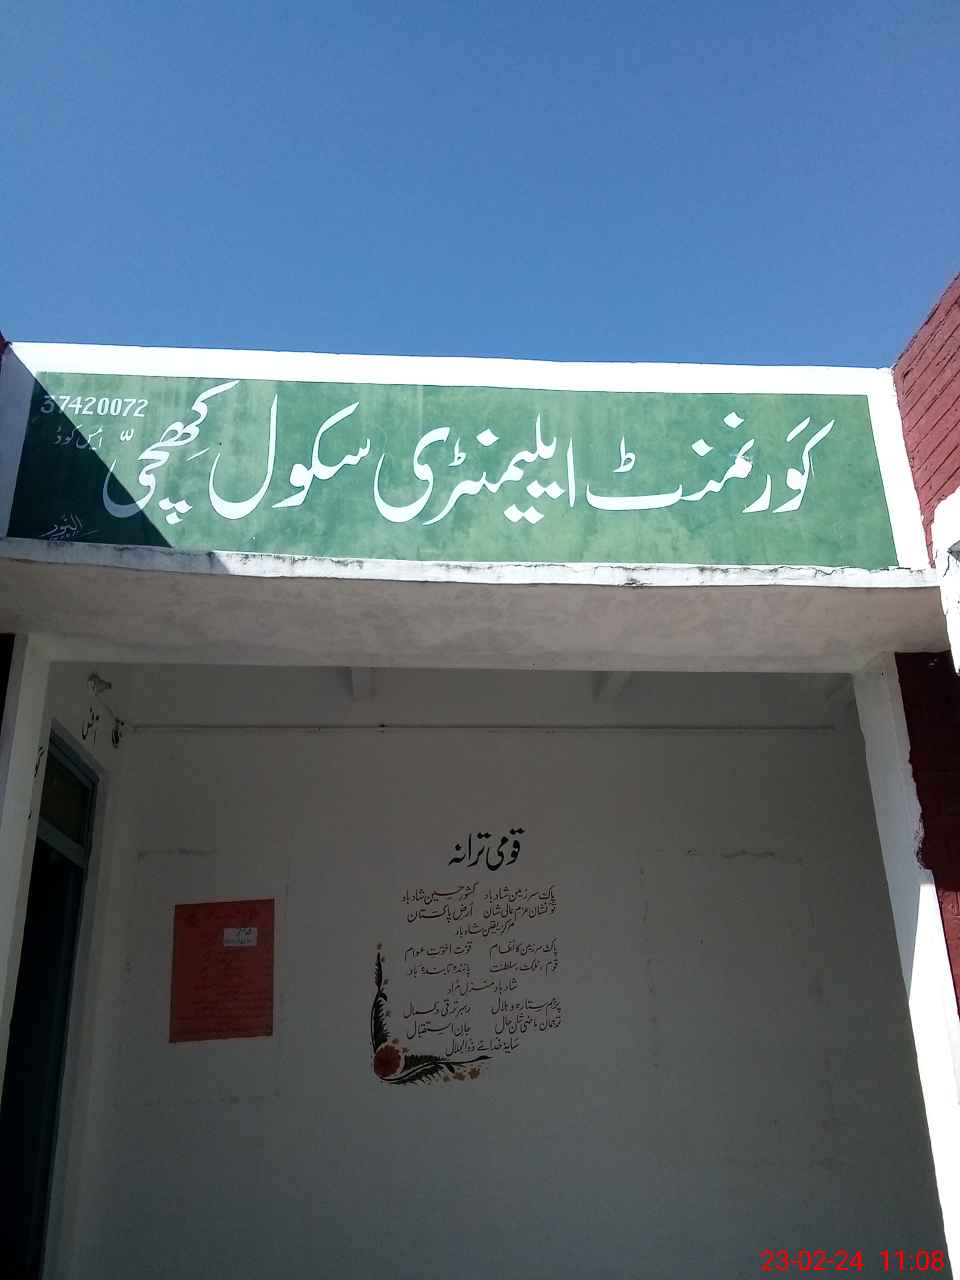 گورنمنٹ ایلیمنٹری سکول کھچّی
37420072
ایمس کوڈ
النور
قومی ترانہ
پاک سرزمین شاد باد کشورِ حسین شاد باد
تو نشانِ عزمِ عالی شان ارضِ پاکستان
مرکزِ یقین شاد باد
پاک سرزمین کا نظام قوتِ اخوتِ عوام
قوم ، ملک ، سلطنت پائندہ تابندہ باد
شاد باد منزلِ مراد
پرچمِ ستارہ و ہلال رہبرِ ترقی و کمال
ترجمانِ ماضی شانِ حال جانِ استقبال
سایۂ خدائے ذوالجلال
23-02-24 11:08